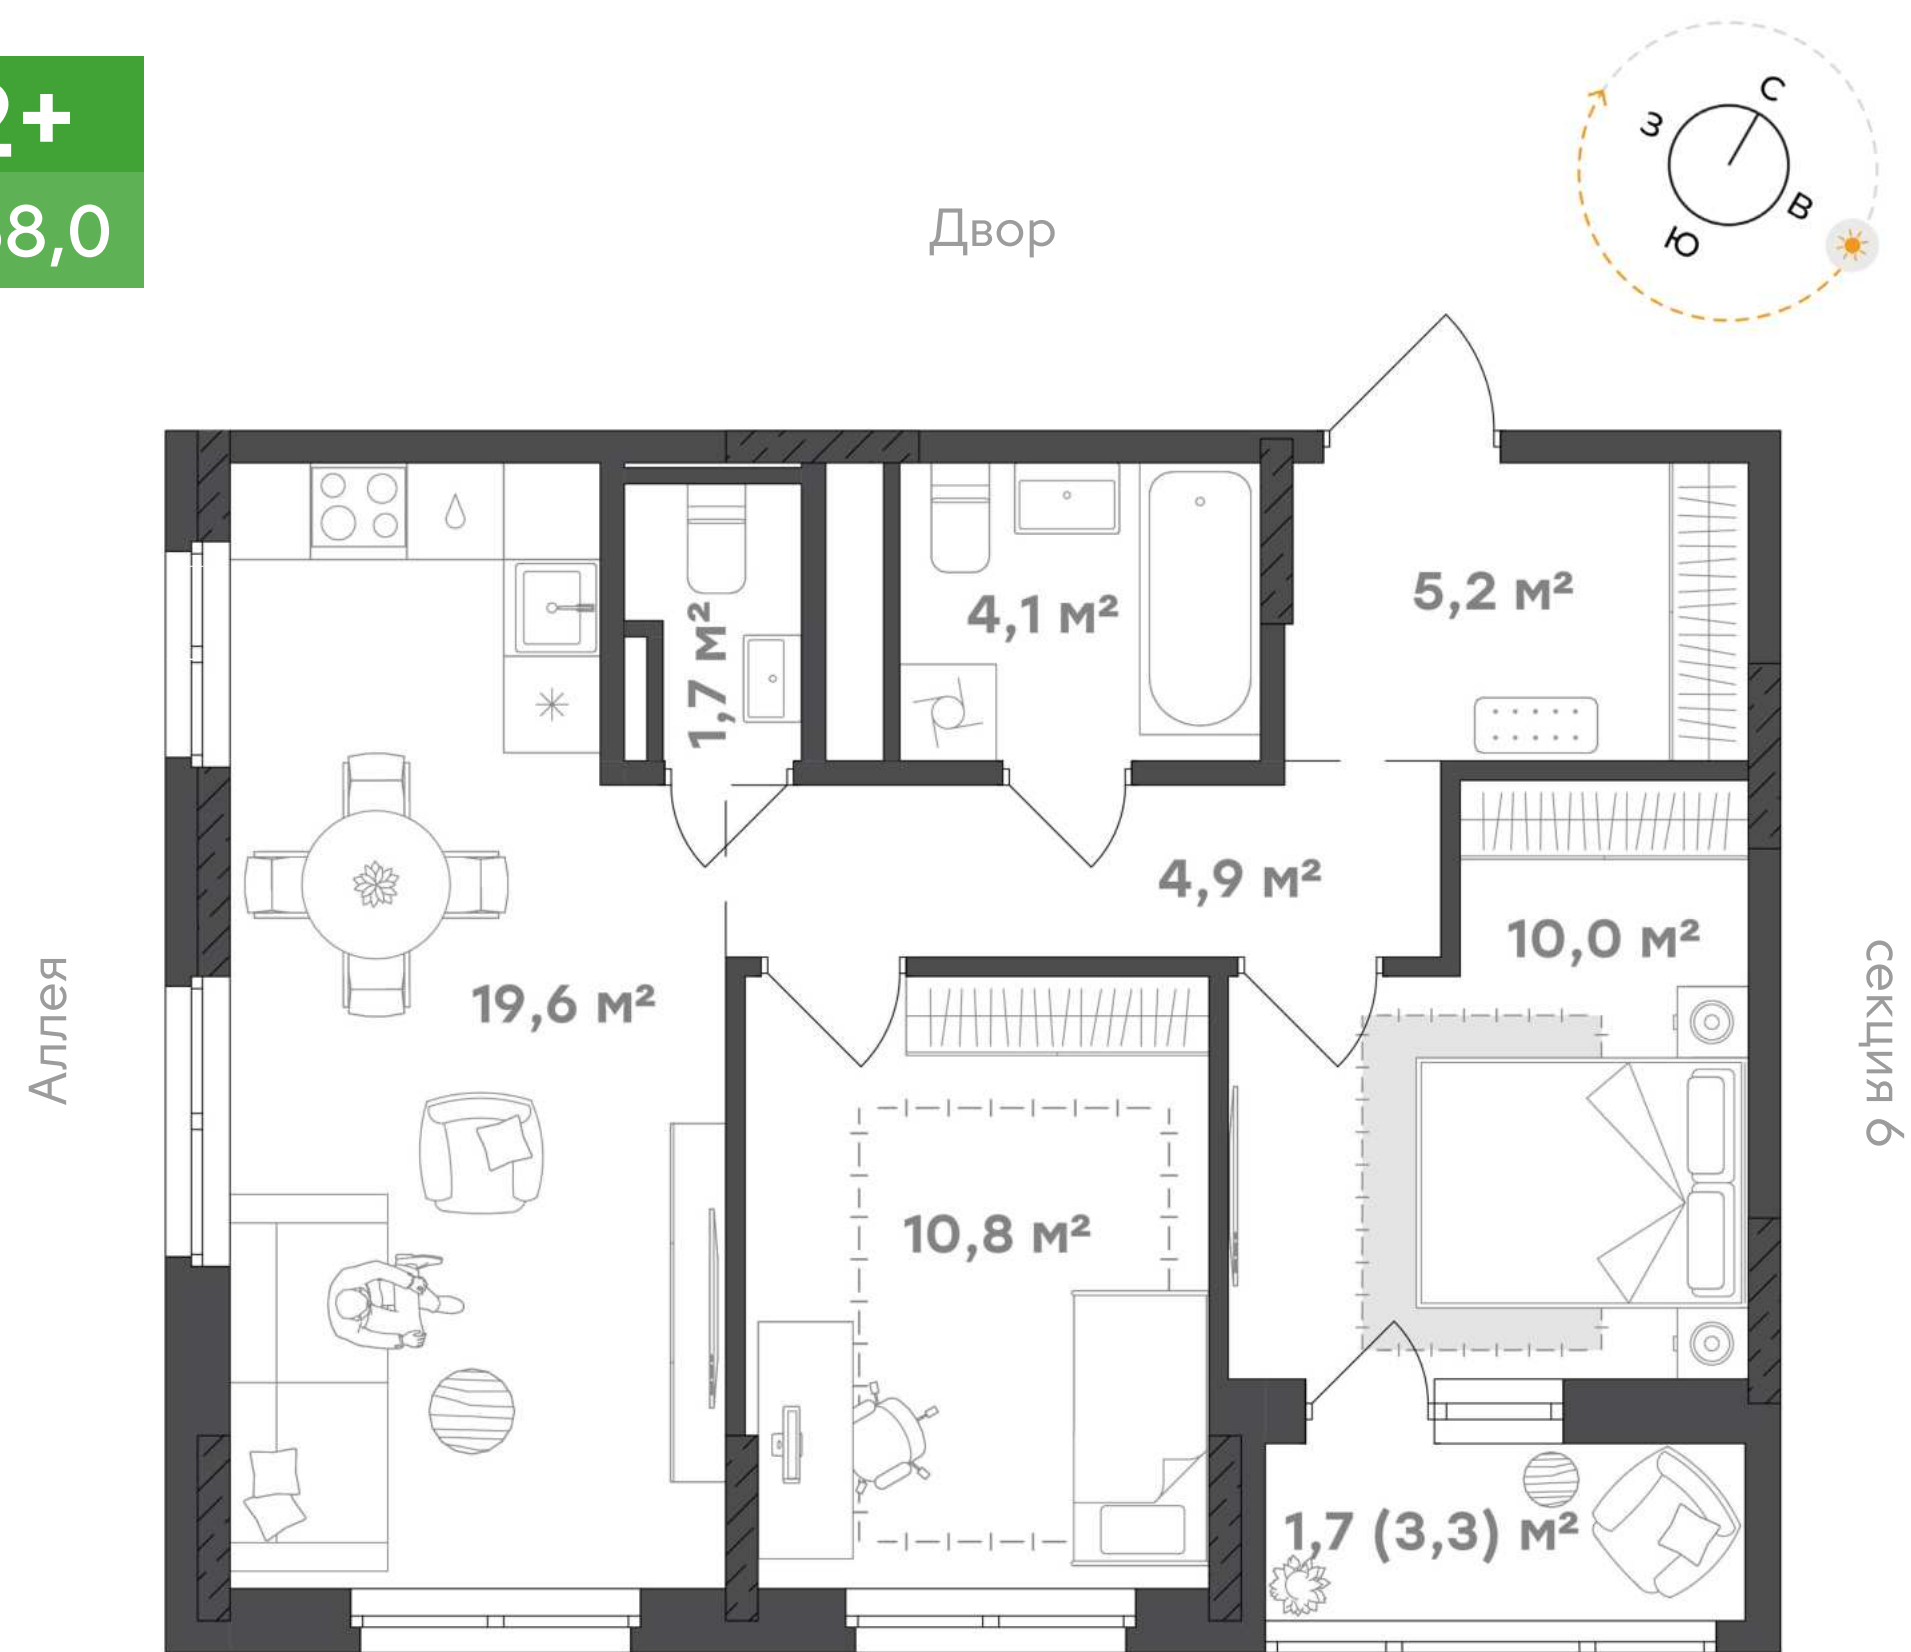 2+
8,0
Двор
С
З
В
Ю
5,2 м²
4,1 м²
1,7 м²
4,9 м²
10,0 м²
19,6 м²
Аллея
секция 6
10,8 м²
1,7 (3,3) м²